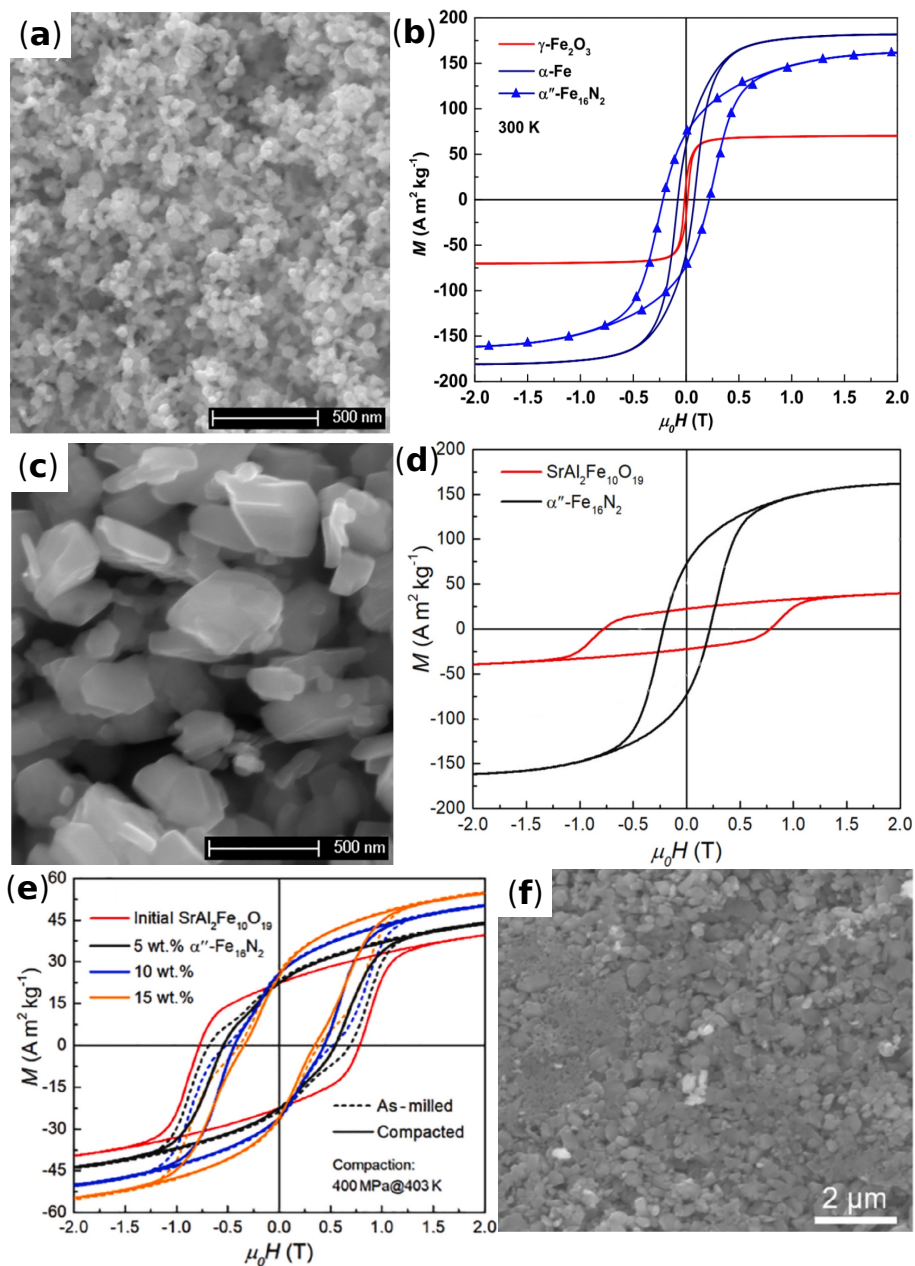 (a)
500 nm
(b)
γ-Fe₂O₃
α-Fe
α″-Fe₁₆N₂
300 K
M (A m² kg⁻¹)
200
150
100
50
0
-50
-100
-150
-200
-2.0 -1.5 -1.0 -0.5 0.0 0.5 1.0 1.5 2.0
μ₀H (T)
(c)
500 nm
(d)
SrAl₂Fe₁₀O₁₉
α″-Fe₁₆N₂
M (A m² kg⁻¹)
200
150
100
50
0
-50
-100
-150
-200
-2.0 -1.5 -1.0 -0.5 0.0 0.5 1.0 1.5 2.0
μ₀H (T)
(e)
Initial SrAl₂Fe₁₀O₁₉
5 wt.% α″-Fe₁₆N₂
10 wt.%
15 wt.%
As-milled
Compacted
Compaction:
400 MPa@403 K
M (A m² kg⁻¹)
60
45
30
15
0
-15
-30
-45
-60
-2.0 -1.5 -1.0 -0.5 0.0 0.5 1.0 1.5 2.0
μ₀H (T)
(f)
2 μm